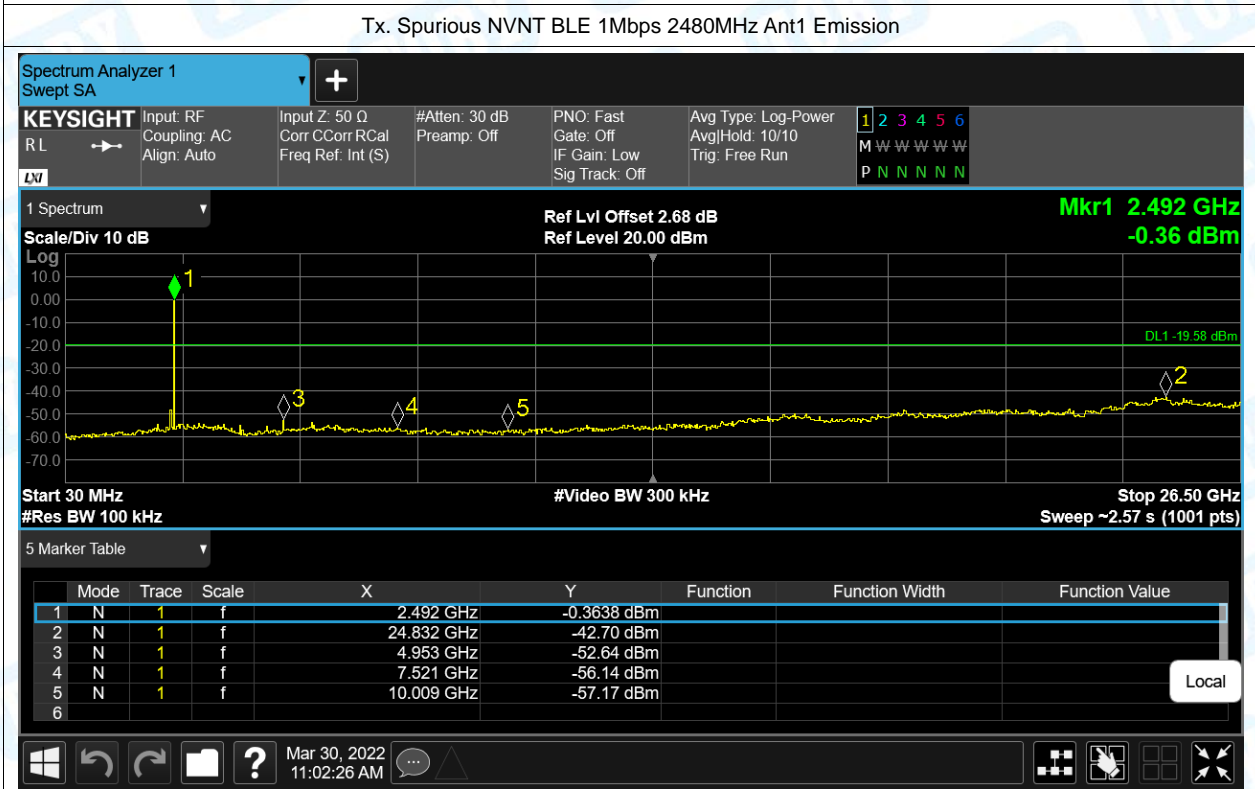 Tx. Spurious NVNT BLE 1Mbps 2480MHz Ant1 Emission
Spectrum Analyzer 1
Swept SA
KEYSIGHT Input: RF Input Z: 50 Ω #Atten: 30 dB PNO: Fast Avg Type: Log-Power 1 2 3 4 5 6
RL Coupling: AC Corr CCorr RCal Preamp: Off Gate: Off Avg|Hold: 10/10 M W W W W W
Align: Auto Freq Ref: Int (S) IF Gain: Low Trig: Free Run
LXI Sig Track: Off P N N N N N
1 Spectrum Ref Lvl Offset 2.68 dB Mkr1 2.492 GHz
Scale/Div 10 dB Ref Level 20.00 dBm -0.36 dBm
Log
10.0 1
0.00
-10.0
-20.0 DL1 -19.58 dBm
-30.0
-40.0 3 4 5 2
-50.0
-60.0
-70.0
Start 30 MHz #Video BW 300 kHz Stop 26.50 GHz
#Res BW 100 kHz Sweep ~2.57 s (1001 pts)
5 Marker Table
Mode Trace Scale X Y Function Function Width Function Value
1 N 1 f 2.492 GHz -0.3638 dBm
2 N 1 f 24.832 GHz -42.70 dBm
3 N 1 f 4.953 GHz -52.64 dBm
4 N 1 f 7.521 GHz -56.14 dBm
5 N 1 f 10.009 GHz -57.17 dBm
6
Local
? Mar 30, 2022
11:02:26 AM